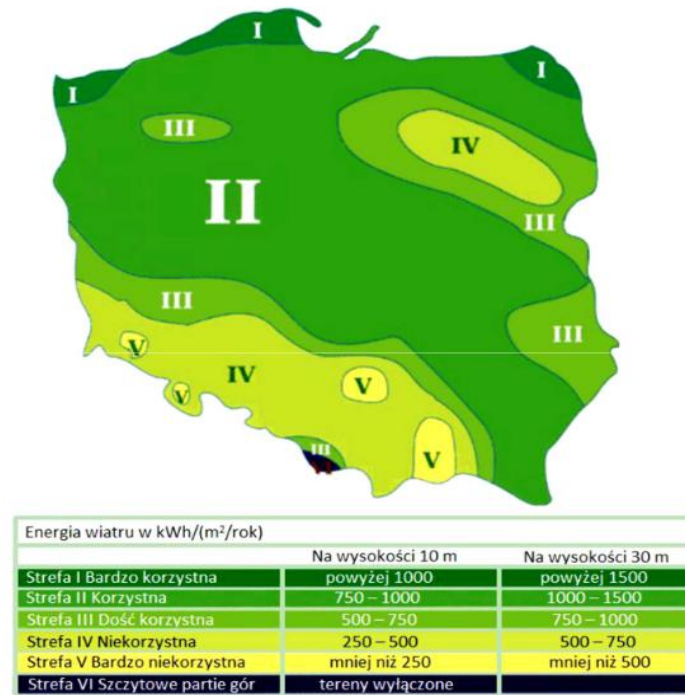 I
I
I
III
IV
II
III
III
III
IV
V
V
V
V
III
VI
Energia wiatru w kWh/(m²/rok)
Na wysokości 10 m Na wysokości 30 m
Strefa I Bardzo korzystna powyżej 1000 powyżej 1500
Strefa II Korzystna 750 – 1000 1000 – 1500
Strefa III Dość korzystna 500 – 750 750 – 1000
Strefa IV Niekorzystna 250 – 500 500 – 750
Strefa V Bardzo niekorzystna mniej niż 250 mniej niż 500
Strefa VI Szczytowe partie gór tereny wyłączone